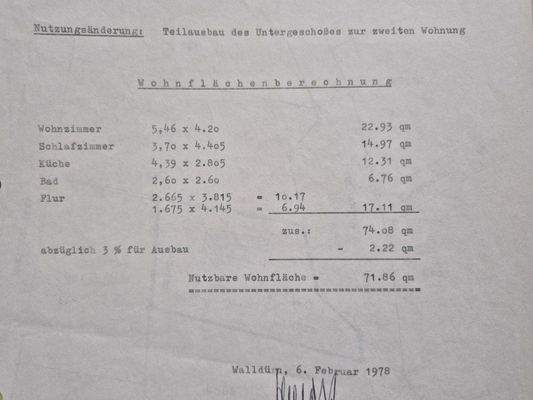 Nutzungsänderung: Teilausbau des Untergeschoßes zur zweiten Wohnung
Wohnflächenberechnung
Wohnzimmer 5,46 x 4.20 22.93 qm
Schlafzimmer 3,70 x 4.405 14.97 qm
Küche 4,39 x 2.805 12.31 qm
Bad 2,60 x 2.60 6.76 qm
Flur 2.665 x 3.815 = 10.17
1.675 x 4.145 = 6.94 17.11 qm
zus.: 74.08 qm
abzüglich 3 % für Ausbau - 2.22 qm
Nutzbare Wohnfläche = 71.86 qm
Walldürn, 6. Februar 1978